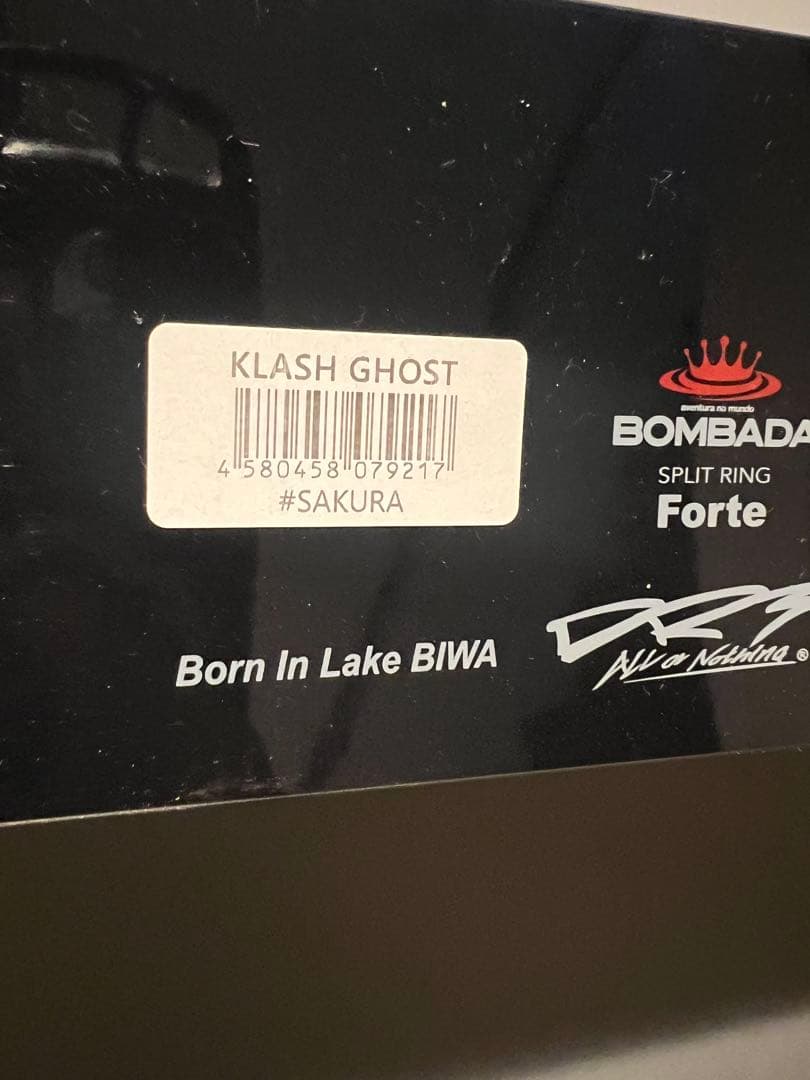 KLASH GHOST
4 580458 079217
#SAKURA
aventura no mundo
BOMBADA
SPLIT RING
Forte
Born In Lake BIWA
DRT
All or Nothing ®